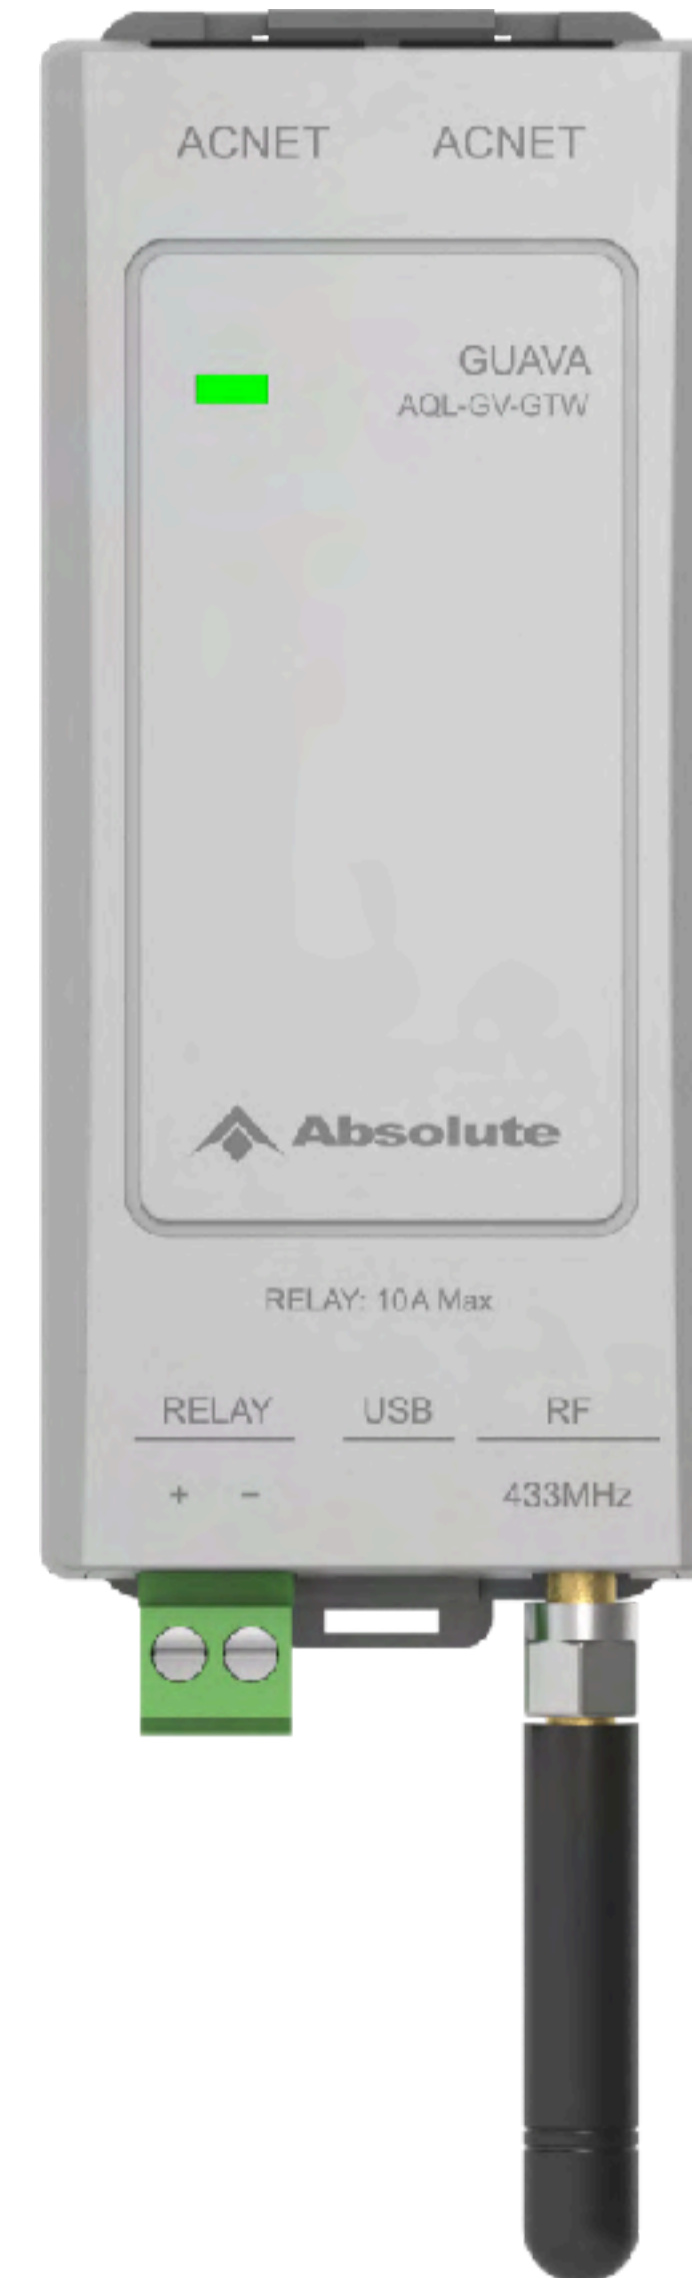 ACNET ACNET
GUAVA
AQL-GV-GTW
Absolute
RELAY: 10A Max
RELAY USB RF
+ - 433MHz